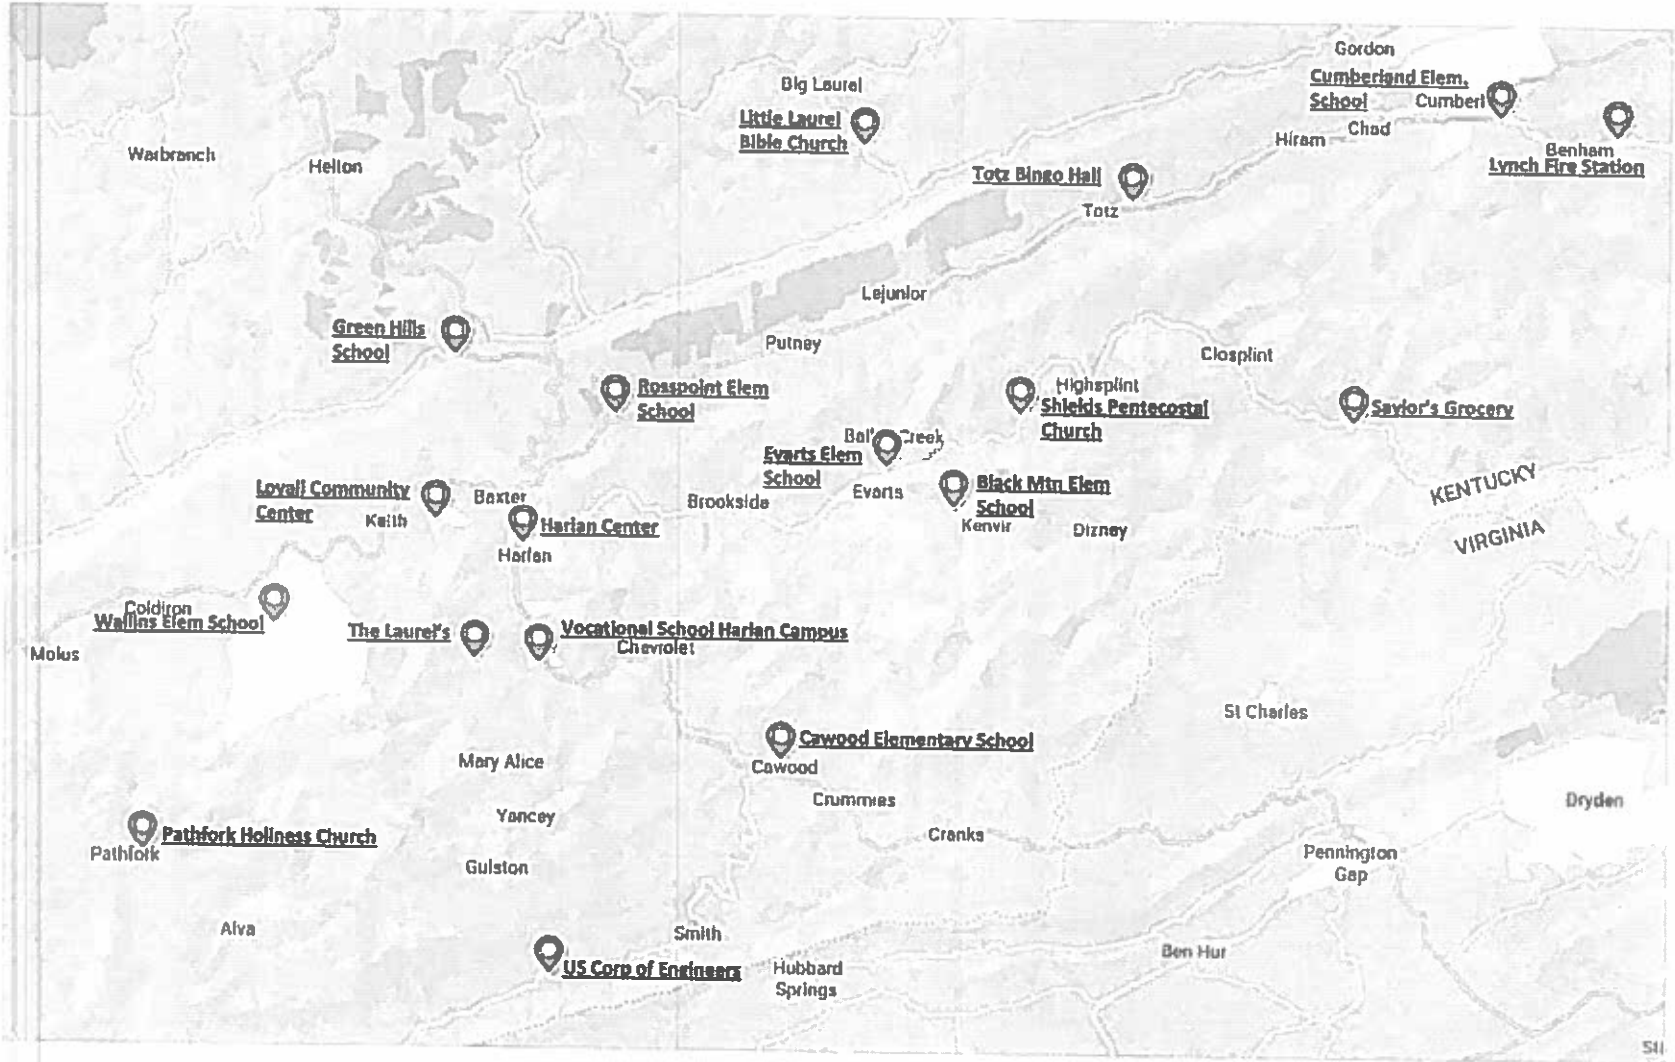 Gordon
Big Laurel
Cumberland Elem.
School
Cumberl
Little Laurel
Bible Church
Chad
Hiram
Warbranch
Helton
Benham
Lynch Fire Station
Totz Bingo Hall
Totz
Lejunior
Green Hills
School
Putney
Closplint
Rosspoint Elem
School
Highsplint
Shields Pentecostal
Church
Saylor's Grocery
Creek
Evarts Elem
School
Evarts
Black Mtn Elem
School
Kenvir
Dizney
KENTUCKY
VIRGINIA
Loyall Community
Center
Keith
Baxter
Brookside
Harlan Center
Harlan
Coldiron
Wallins Elem School
The Laurel's
Vocational School Harlan Campus
Chevrolet
Molus
St Charles
Cawood Elementary School
Cawood
Mary Alice
Crummies
Dryden
Yancey
Pathfork Holiness Church
Pathfork
Cranks
Pennington
Gap
Gulston
Alva
Smith
Ben Hur
US Corp of Engineers
Hubbard
Springs